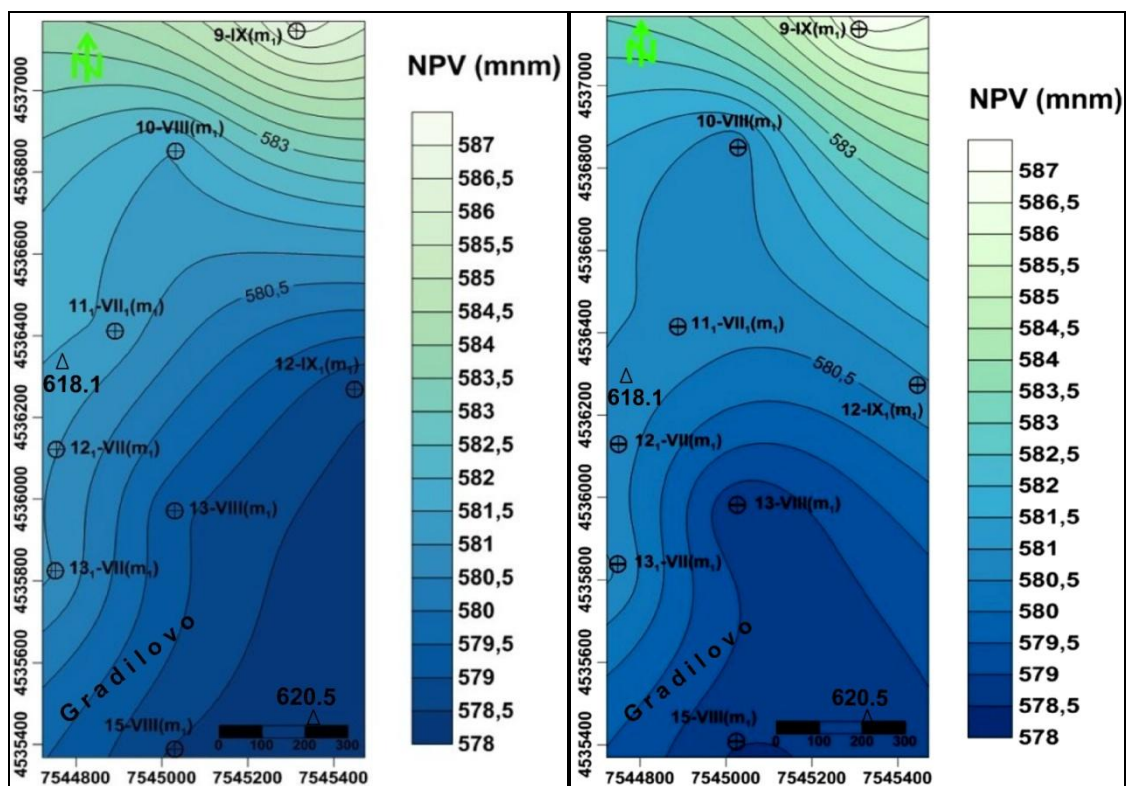 9-IX(m₁)
N
NPV (mnm)
10-VIII(m₁)
583
11₁-VII₁(m₁)
580,5
12-IX₁(m₁)
618.1
12₁-VII(m₁)
13-VIII(m₁)
13₁-VII(m₁)
Gradilovo
620.5
15-VIII(m₁)
0 100 200 300
4537000
4536800
4536600
4536400
4536200
4536000
4535800
4535600
4535400
7544800 7545000 7545200 7545400
587
586,5
586
585,5
585
584,5
584
583,5
583
582,5
582
581,5
581
580,5
580
579,5
579
578,5
578
9-IX(m₁)
N
NPV (mnm)
10-VIII(m₁)
583
11₁-VII₁(m₁)
580,5
12-IX₁(m₁)
618.1
12₁-VII(m₁)
13-VIII(m₁)
13₁-VII(m₁)
Gradilovo
620.5
15-VIII(m₁)
0 100 200 300
4537000
4536800
4536600
4536400
4536200
4536000
4535800
4535600
4535400
7544800 7545000 7545200 7545400
587
586,5
586
585,5
585
584,5
584
583,5
583
582,5
582
581,5
581
580,5
580
579,5
579
578,5
578